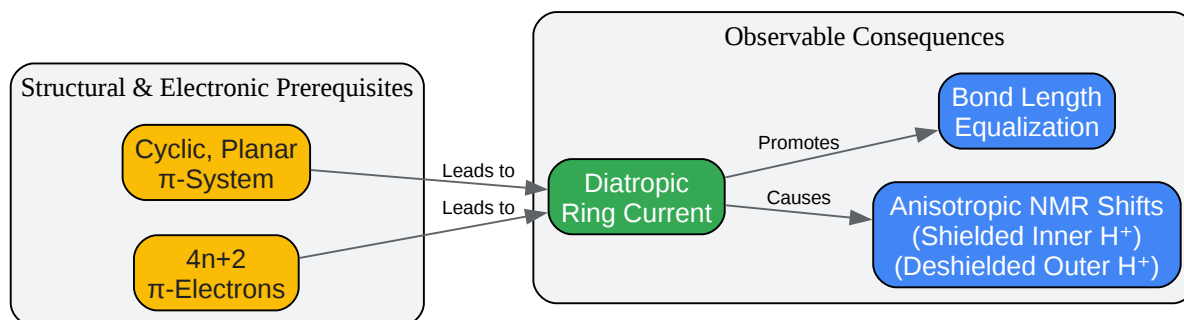 Observable Consequences
Structural & Electronic Prerequisites
Cyclic, Planar
π-System
4n+2
π-Electrons
Leads to
Leads to
Diatropic
Ring Current
Promotes
Causes
Bond Length
Equalization
Anisotropic NMR Shifts
(Shielded Inner H⁺)
(Deshielded Outer H⁺)